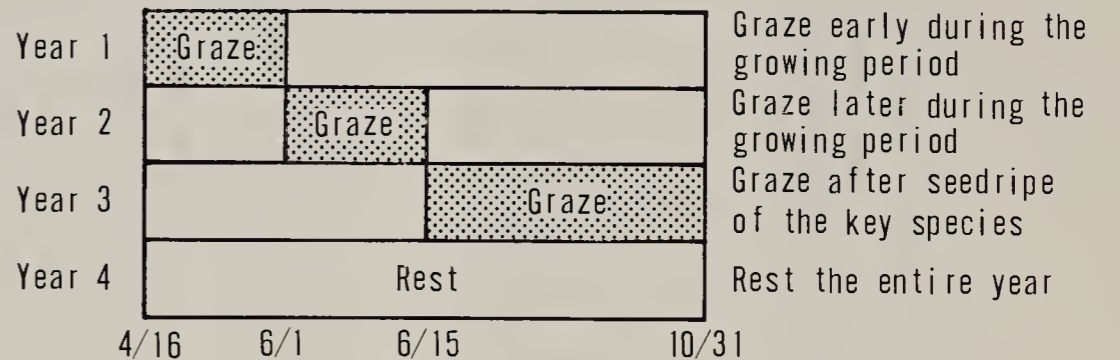 Year 1
Graze
Graze early during the
growing period
Year 2
Graze
Graze later during the
growing period
Year 3
Graze
Graze after seedripe
of the key species
Year 4
Rest
Rest the entire year
4/16 6/1 6/15 10/31